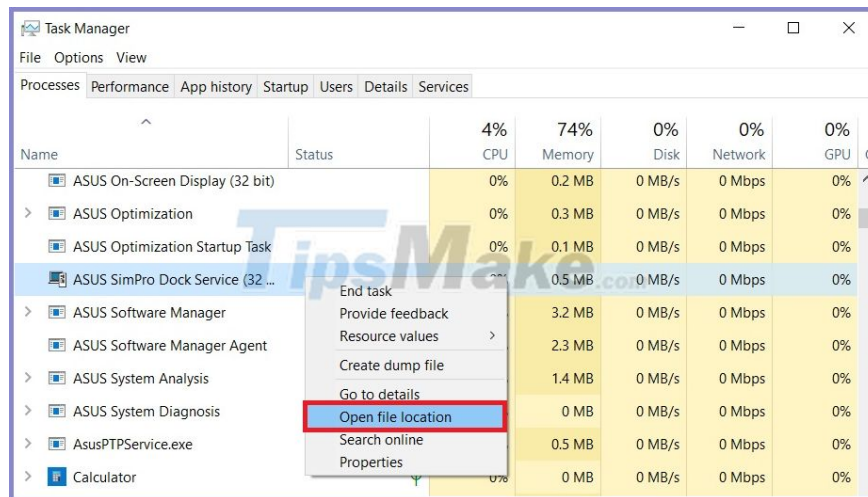 Task Manager
File Options View
Processes Performance App history Startup Users Details Services
4% 74% 0% 0% 0%
Name Status CPU Memory Disk Network GPU
ASUS On-Screen Display (32 bit) 0% 0.2 MB 0 MB/s 0 Mbps 0%
ASUS Optimization 0% 0.3 MB 0 MB/s 0 Mbps 0%
ASUS Optimization Startup Task 0% 0.1 MB 0 MB/s 0 Mbps 0%
TipsMake.com
ASUS SimPro Dock Service (32 ... 0.5 MB 0 MB/s 0 Mbps 0%
End task
Provide feedback
ASUS Software Manager 3.2 MB 0 MB/s 0 Mbps 0%
Resource values
ASUS Software Manager Agent 2.3 MB 0 MB/s 0 Mbps 0%
Create dump file
ASUS System Analysis 1.4 MB 0 MB/s 0 Mbps 0%
Go to details
ASUS System Diagnosis 0 MB 0 MB/s 0 Mbps 0%
Open file location
Search online
AsusPTPService.exe 0.5 MB 0 MB/s 0 Mbps 0%
Properties
Calculator 0% 0 MB 0 MB/s 0 Mbps 0%